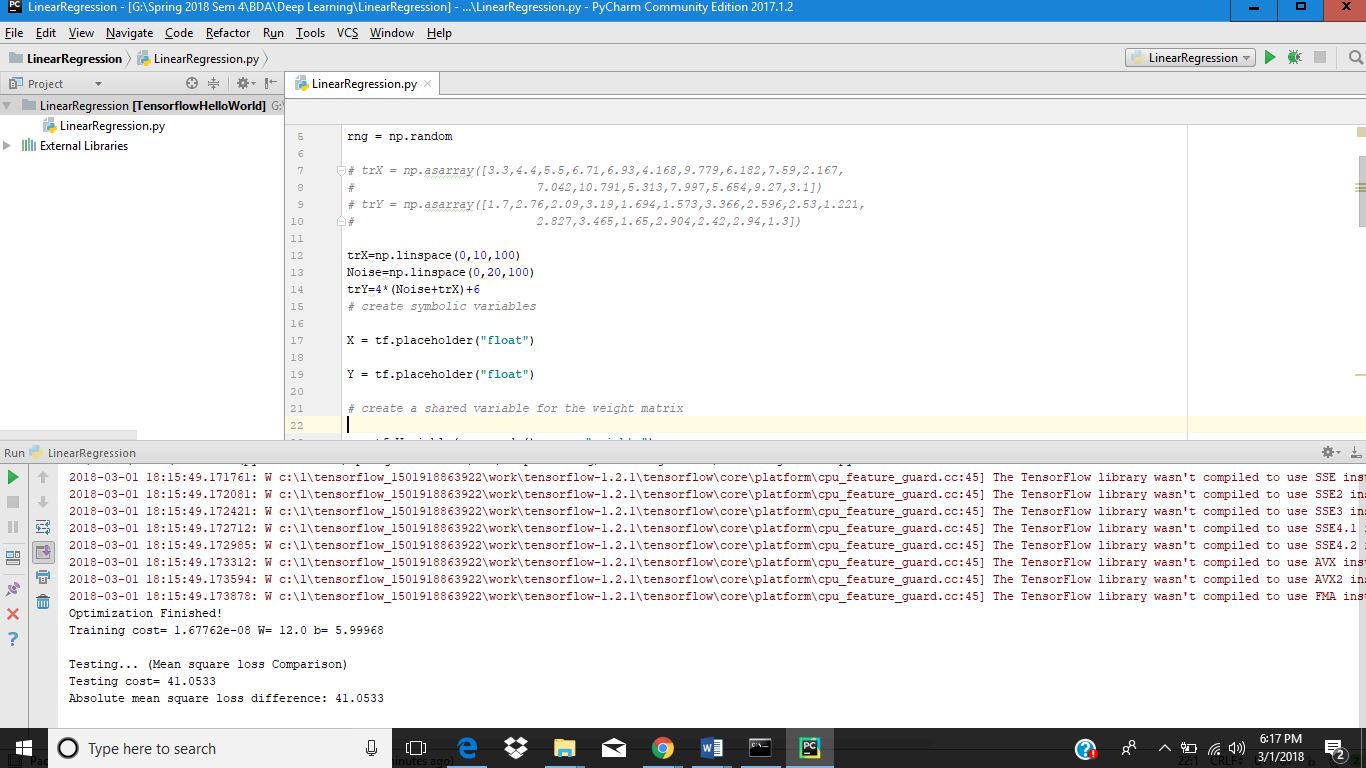 LinearRegression - [G:\Spring 2018 Sem 4\BDA\Deep Learning\LinearRegression] - ...\LinearRegression.py - PyCharm Community Edition 2017.1.2
File Edit View Navigate Code Refactor Run Tools VCS Window Help
LinearRegression LinearRegression.py LinearRegression
Project LinearRegression.py
LinearRegression [TensorflowHelloWorld] G:\
LinearRegression.py
External Libraries
5 rng = np.random
6
7 # trX = np.asarray([3.3,4.4,5.5,6.71,6.93,4.168,9.779,6.182,7.59,2.167,
8 # 7.042,10.791,5.313,7.997,5.654,9.27,3.1])
9 # trY = np.asarray([1.7,2.76,2.09,3.19,1.694,1.573,3.366,2.596,2.53,1.221,
10 # 2.827,3.465,1.65,2.904,2.42,2.94,1.3])
11
12 trX=np.linspace(0,10,100)
13 Noise=np.linspace(0,20,100)
14 trY=4*(Noise+trX)+6
15 # create symbolic variables
16
17 X = tf.placeholder("float")
18
19 Y = tf.placeholder("float")
20
21 # create a shared variable for the weight matrix
22
Run LinearRegression
2018-03-01 18:15:49.171761: W c:\l\tensorflow_1501918863922\work\tensorflow-1.2.1\tensorflow\core\platform\cpu_feature_guard.cc:45] The TensorFlow library wasn't compiled to use SSE inst
2018-03-01 18:15:49.172081: W c:\l\tensorflow_1501918863922\work\tensorflow-1.2.1\tensorflow\core\platform\cpu_feature_guard.cc:45] The TensorFlow library wasn't compiled to use SSE2 in
2018-03-01 18:15:49.172421: W c:\l\tensorflow_1501918863922\work\tensorflow-1.2.1\tensorflow\core\platform\cpu_feature_guard.cc:45] The TensorFlow library wasn't compiled to use SSE3 in
2018-03-01 18:15:49.172712: W c:\l\tensorflow_1501918863922\work\tensorflow-1.2.1\tensorflow\core\platform\cpu_feature_guard.cc:45] The TensorFlow library wasn't compiled to use SSE4.1
2018-03-01 18:15:49.172985: W c:\l\tensorflow_1501918863922\work\tensorflow-1.2.1\tensorflow\core\platform\cpu_feature_guard.cc:45] The TensorFlow library wasn't compiled to use SSE4.2
2018-03-01 18:15:49.173312: W c:\l\tensorflow_1501918863922\work\tensorflow-1.2.1\tensorflow\core\platform\cpu_feature_guard.cc:45] The TensorFlow library wasn't compiled to use AVX inst
2018-03-01 18:15:49.173594: W c:\l\tensorflow_1501918863922\work\tensorflow-1.2.1\tensorflow\core\platform\cpu_feature_guard.cc:45] The TensorFlow library wasn't compiled to use AVX2 in
2018-03-01 18:15:49.173878: W c:\l\tensorflow_1501918863922\work\tensorflow-1.2.1\tensorflow\core\platform\cpu_feature_guard.cc:45] The TensorFlow library wasn't compiled to use FMA inst
Optimization Finished!
Training cost= 1.67762e-08 W= 12.0 b= 5.99968
Testing... (Mean square loss Comparison)
Testing cost= 41.0533
Absolute mean square loss difference: 41.0533
Type here to search
6:17 PM
3/1/2018
2